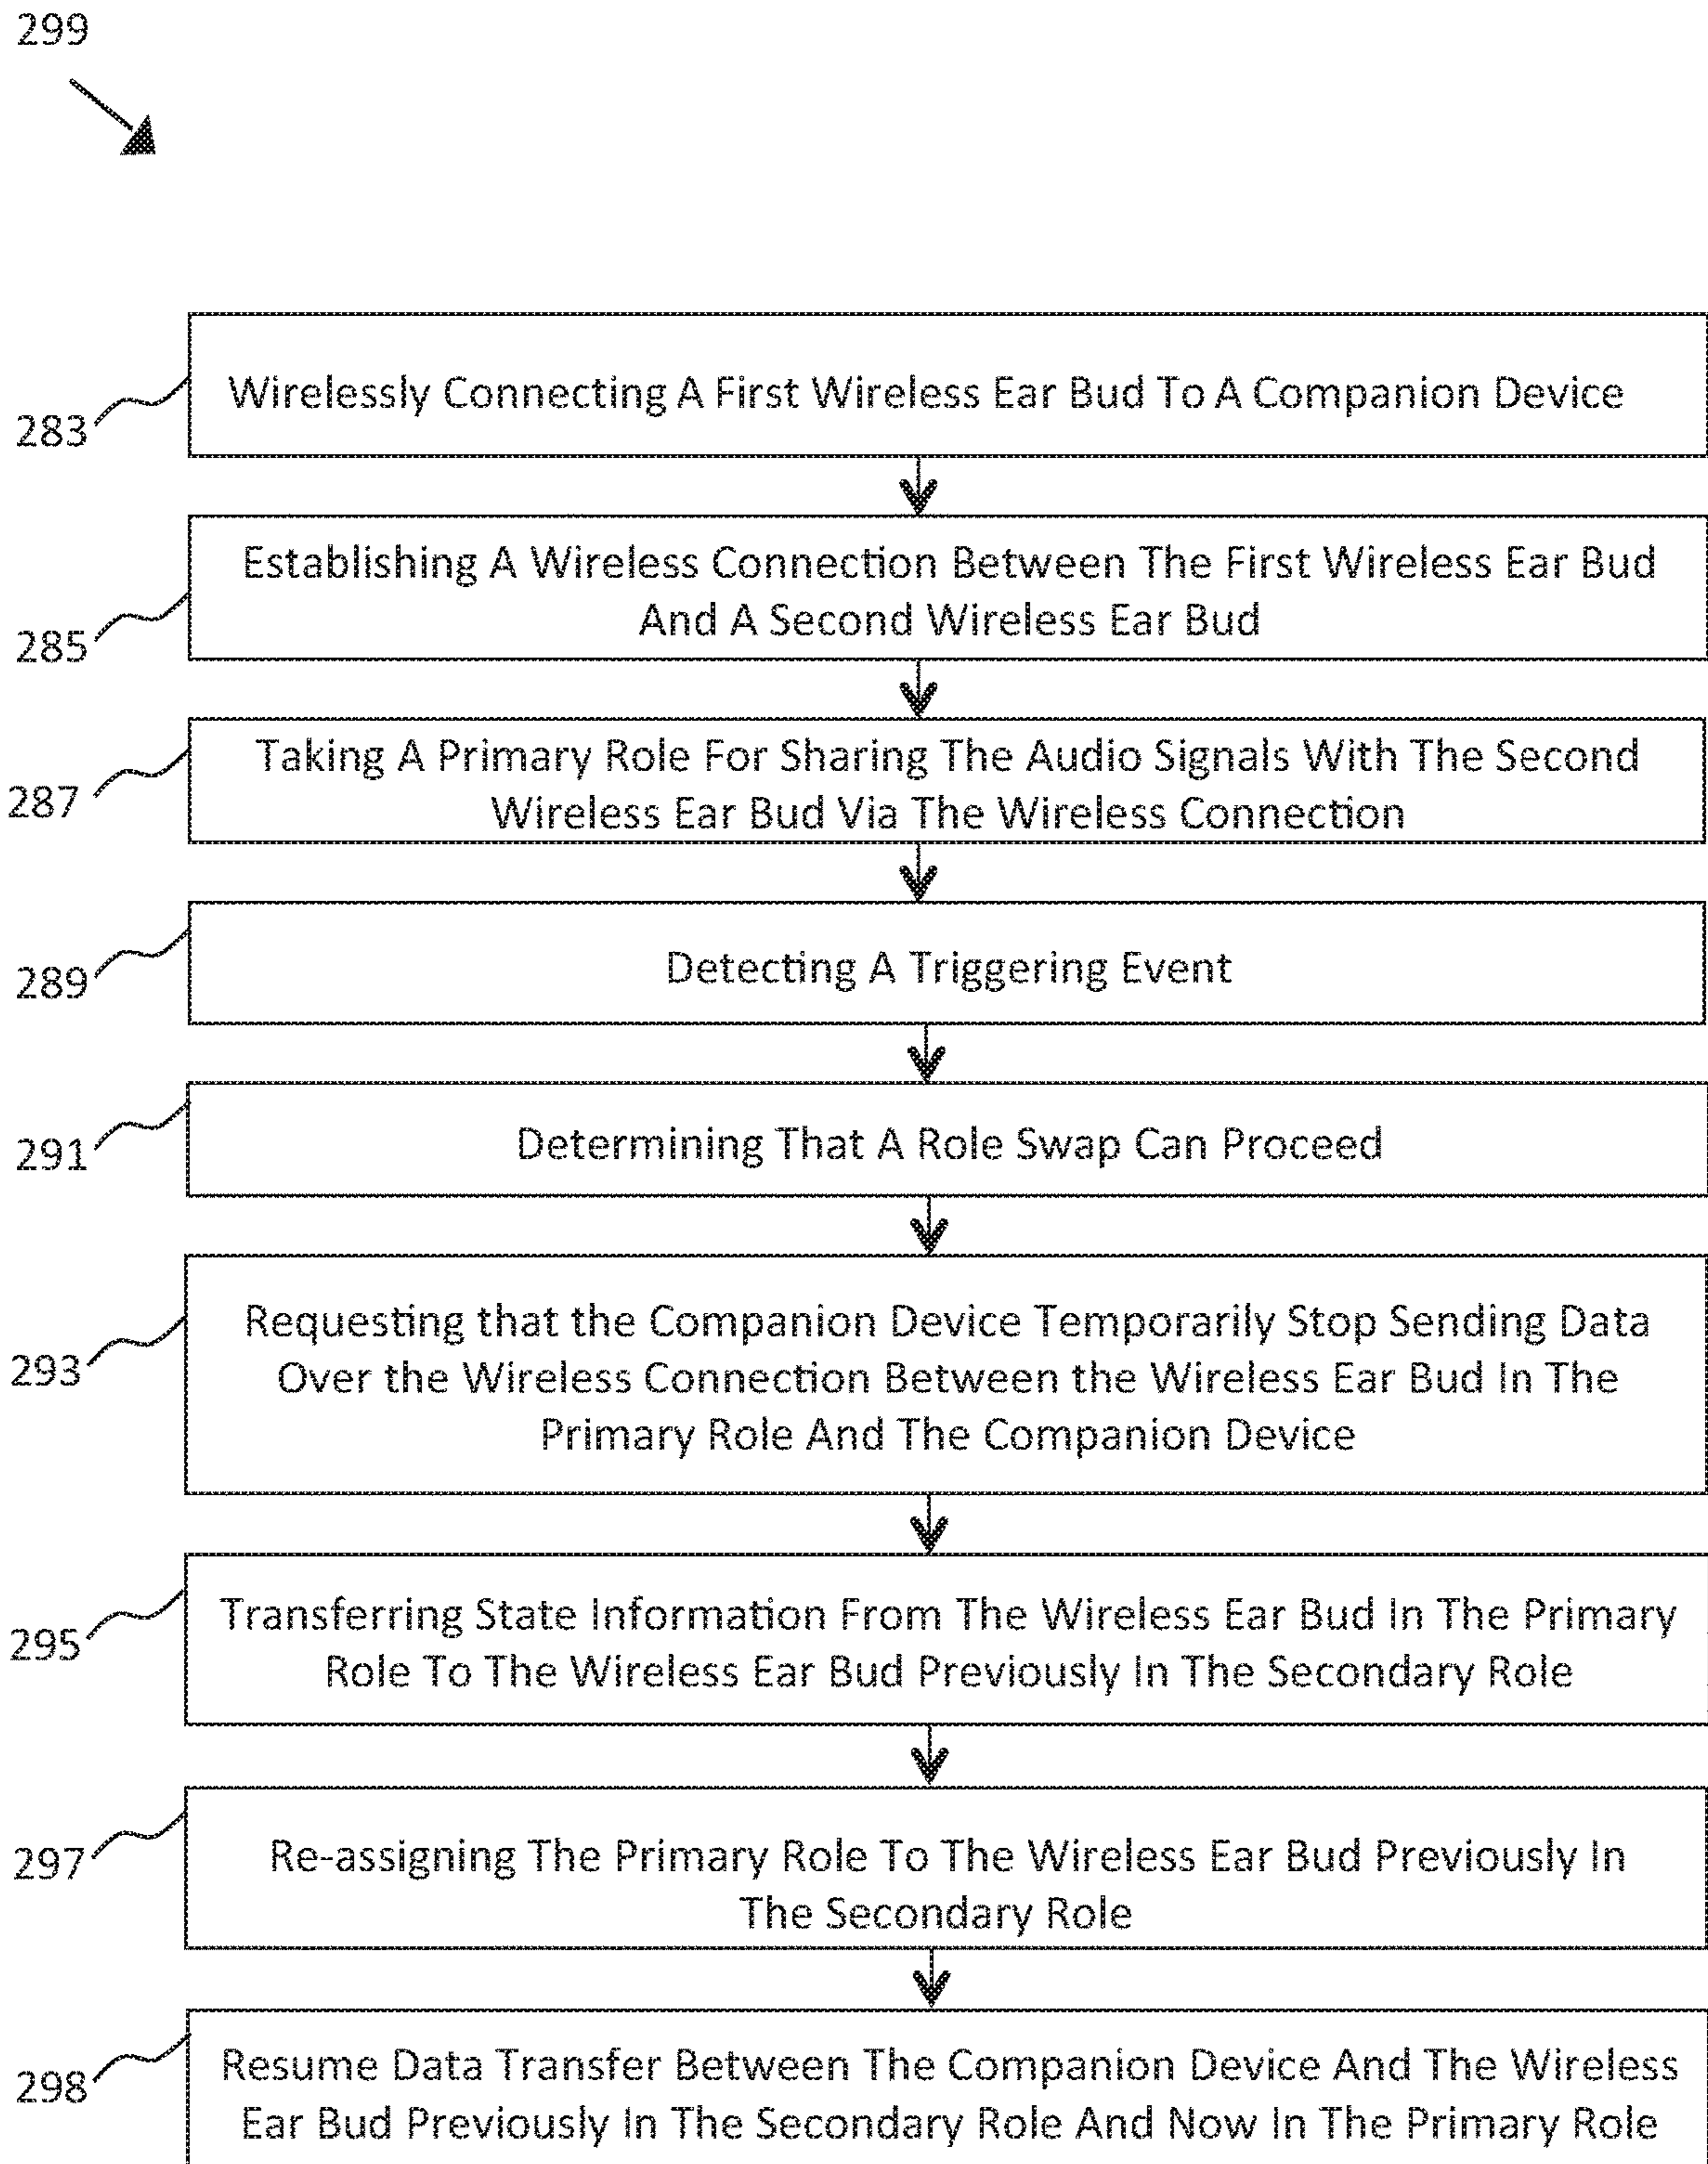 299
Wirelessly Connecting A First Wireless Ear Bud To A Companion Device
283
Establishing A Wireless Connection Between The First Wireless Ear Bud
And A Second Wireless Ear Bud
285
Taking A Primary Role For Sharing The Audio Signals With The Second
Wireless Ear Bud Via The Wireless Connection
287
Detecting A Triggering Event
289
Determining That A Role Swap Can Proceed
291
Requesting that the Companion Device Temporarily Stop Sending Data
Over the Wireless Connection Between the Wireless Ear Bud In The
Primary Role And The Companion Device
293
Transferring State Information From The Wireless Ear Bud In The Primary
Role To The Wireless Ear Bud Previously In The Secondary Role
295
Re-assigning The Primary Role To The Wireless Ear Bud Previously In
The Secondary Role
297
Resume Data Transfer Between The Companion Device And The Wireless
Ear Bud Previously In The Secondary Role And Now In The Primary Role
298